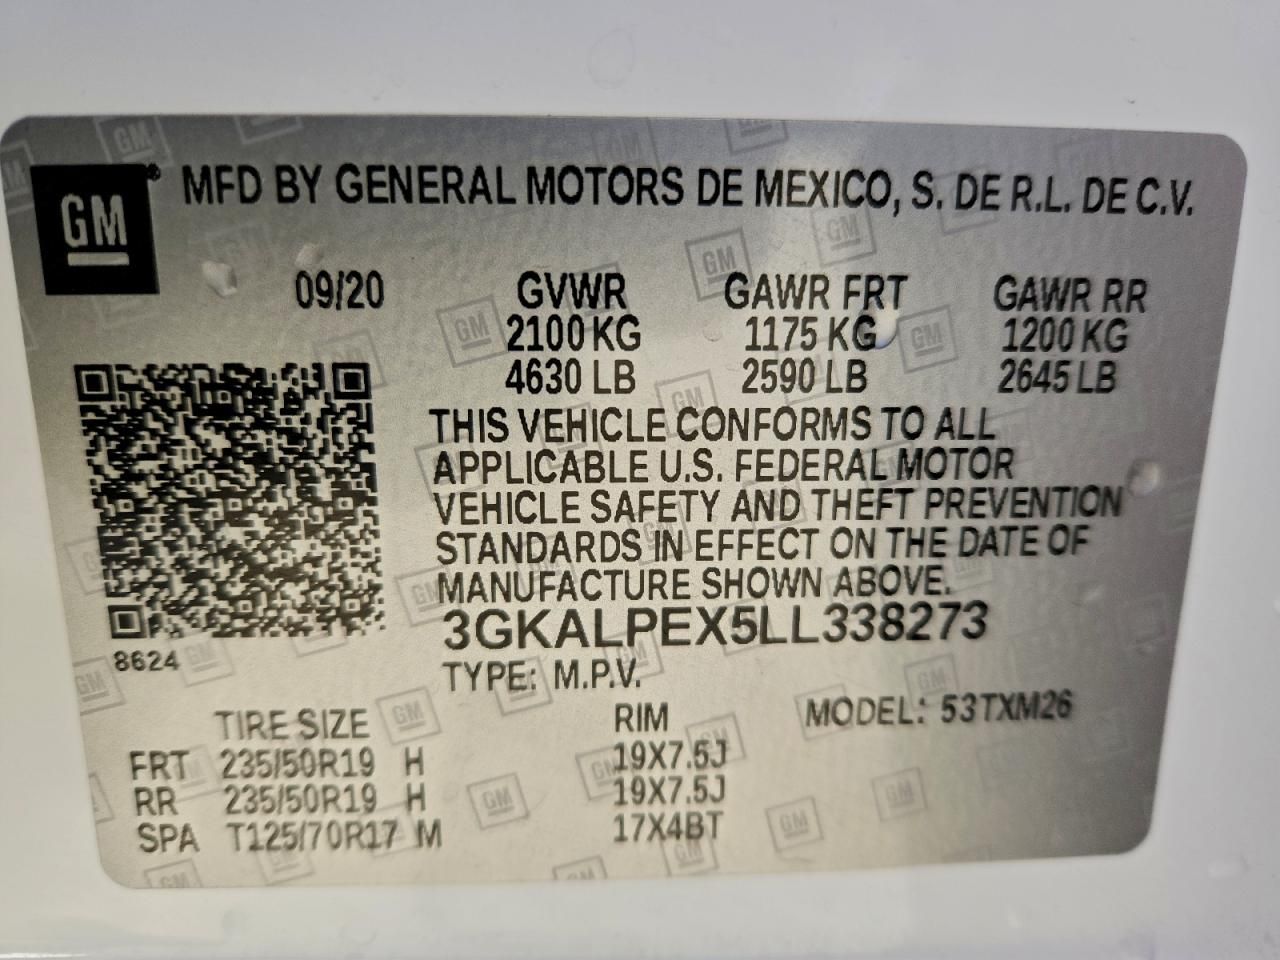 GM® MFD BY GENERAL MOTORS DE MEXICO, S. DE R.L. DE C.V.
09/20 GVWR GAWR FRT GAWR RR
2100 KG 1175 KG 1200 KG
4630 LB 2590 LB 2645 LB
THIS VEHICLE CONFORMS TO ALL
APPLICABLE U.S. FEDERAL MOTOR
VEHICLE SAFETY AND THEFT PREVENTION
STANDARDS IN EFFECT ON THE DATE OF
MANUFACTURE SHOWN ABOVE.
3GKALPEX5LL338273
8624
TYPE: M.P.V.
TIRE SIZE RIM MODEL: 53TXM26
FRT 235/50R19 H 19X7.5J
RR 235/50R19 H 19X7.5J
SPA T125/70R17 M 17X4BT